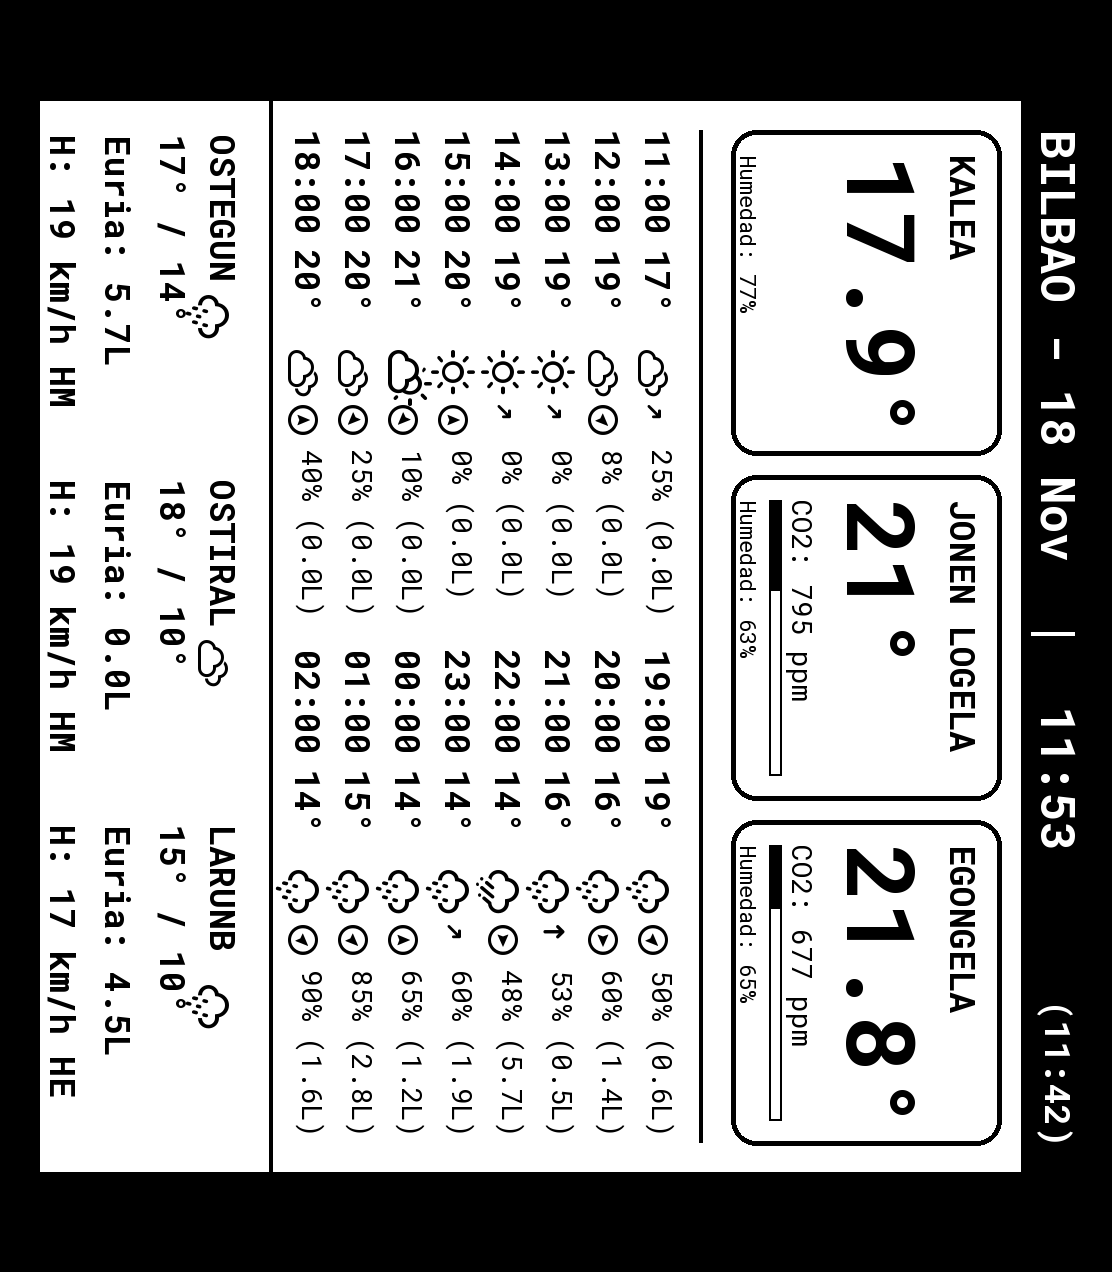 BILBAO - 18 Nov | 11:53 (11:42)
KALEA
17.9°
Humedad: 77%
JONEN LOGELA
21°
CO2: 795 ppm
Humedad: 63%
EGONGELA
21.8°
CO2: 677 ppm
Humedad: 65%
11:00 17° ↗ 25% (0.0L)
12:00 19° 8% (0.0L)
13:00 19° ↗ 0% (0.0L)
14:00 19° ↗ 0% (0.0L)
15:00 20° 0% (0.0L)
16:00 21° 10% (0.0L)
17:00 20° 25% (0.0L)
18:00 20° 40% (0.0L)
19:00 19° 50% (0.6L)
20:00 16° 60% (1.4L)
21:00 16° ← 53% (0.5L)
22:00 14° 48% (5.7L)
23:00 14° ↗ 60% (1.9L)
00:00 14° 65% (1.2L)
01:00 15° 85% (2.8L)
02:00 14° 90% (1.6L)
OSTEGUN
17° / 14°
Euria: 5.7L
H: 19 km/h HM
OSTIRAL
18° / 10°
Euria: 0.0L
H: 19 km/h HM
LARUNB
15° / 10°
Euria: 4.5L
H: 17 km/h HE